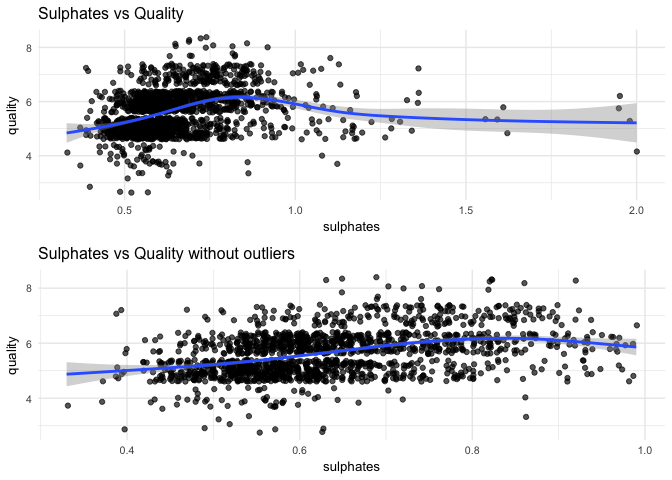 Sulphates vs Quality
8
6
4
quality
0.5 1.0 1.5 2.0
sulphates
Sulphates vs Quality without outliers
8
6
4
quality
0.4 0.6 0.8 1.0
sulphates